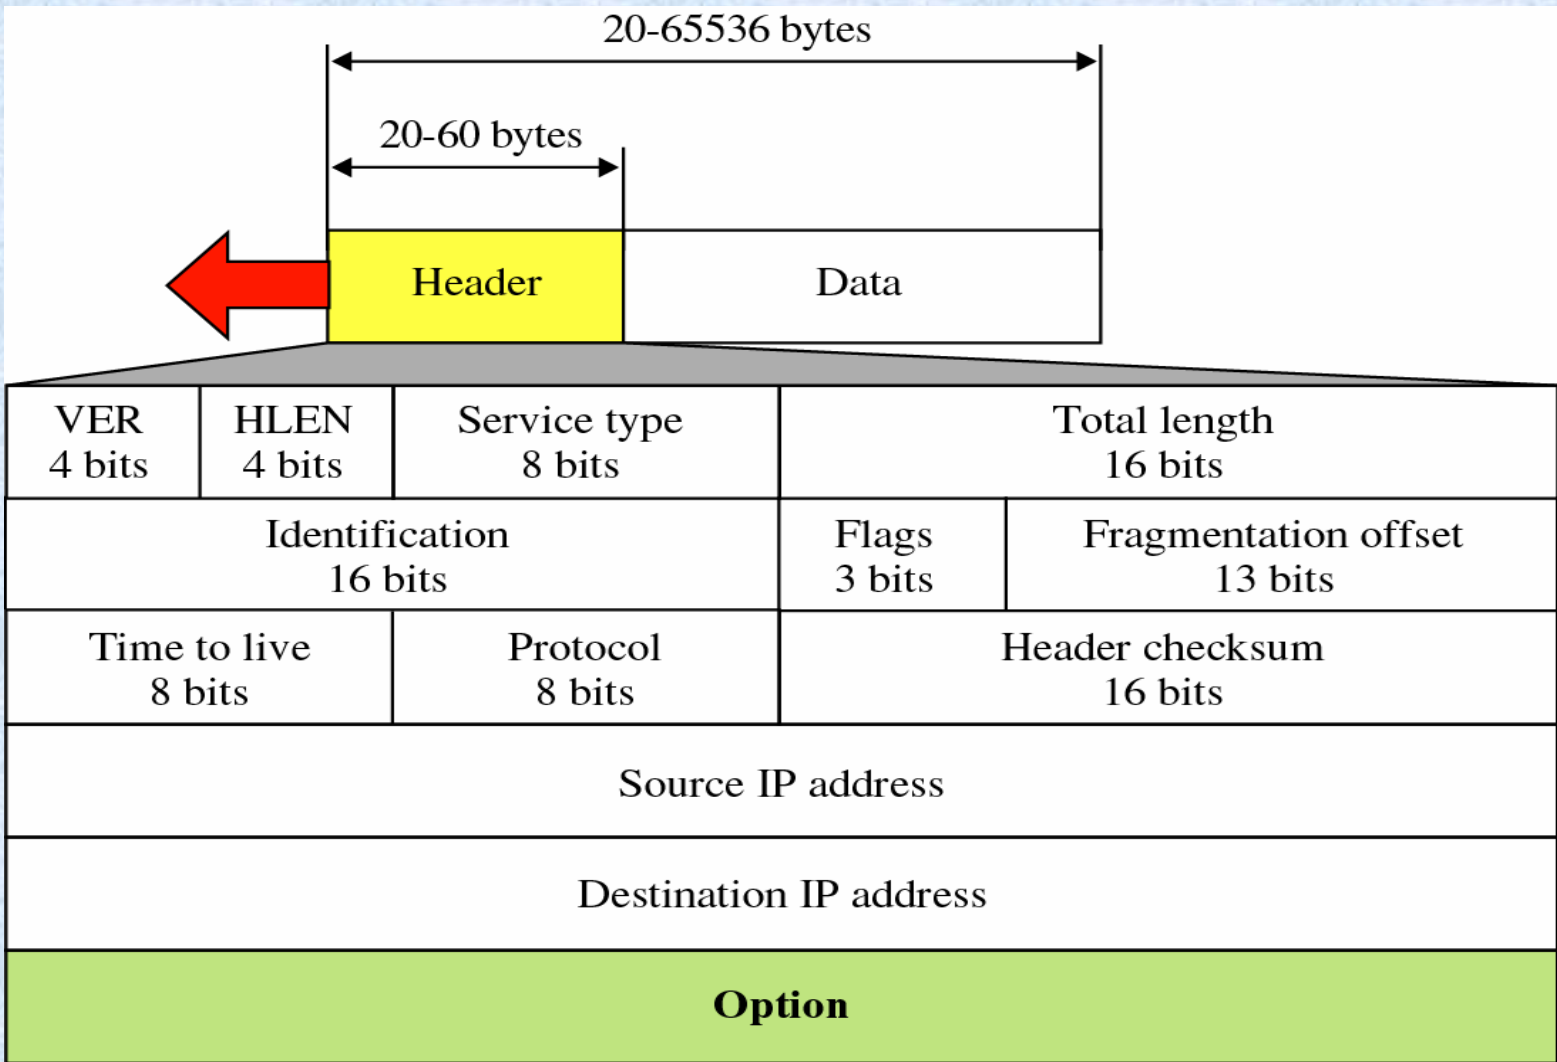 20-65536 bytes
20-60 bytes
Header
Data
VER
4 bits
HLEN
4 bits
Service type
8 bits
Total length
16 bits
Identification
16 bits
Flags
3 bits
Fragmentation offset
13 bits
Time to live
8 bits
Protocol
8 bits
Header checksum
16 bits
Source IP address
Destination IP address
Option